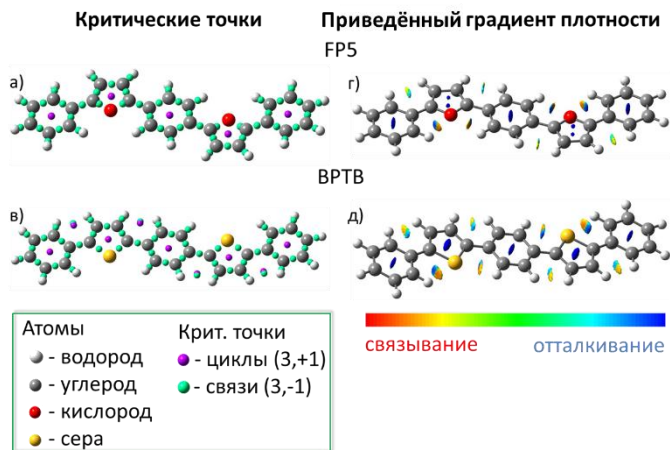 Критические точки
Приведённый градиент плотности
FP5
а)
г)
BPTB
в)
д)
Атомы
- водород
- углерод
- кислород
- сера
Крит. точки
- циклы (3,+1)
- связи (3,-1)
связывание
отталкивание